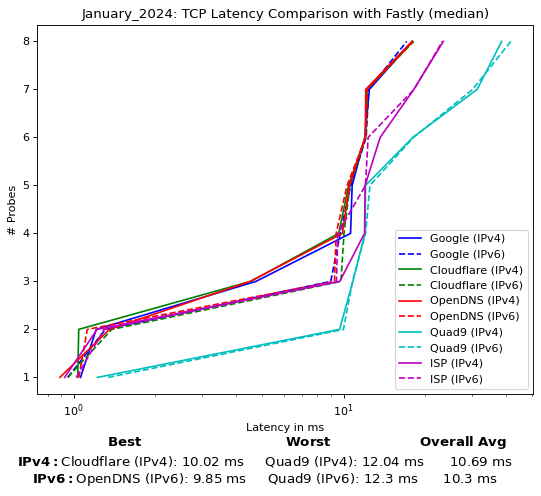 January_2024: TCP Latency Comparison with Fastly (median)
8
7
6
5
4
3
2
1
# Probes
Google (IPv4)
Google (IPv6)
Cloudflare (IPv4)
Cloudflare (IPv6)
OpenDNS (IPv4)
OpenDNS (IPv6)
Quad9 (IPv4)
Quad9 (IPv6)
ISP (IPv4)
ISP (IPv6)
10⁰ 10¹
Latency in ms
Best Worst Overall Avg
IPv4: Cloudflare (IPv4): 10.02 ms Quad9 (IPv4): 12.04 ms 10.69 ms
IPv6: OpenDNS (IPv6): 9.85 ms Quad9 (IPv6): 12.3 ms 10.3 ms